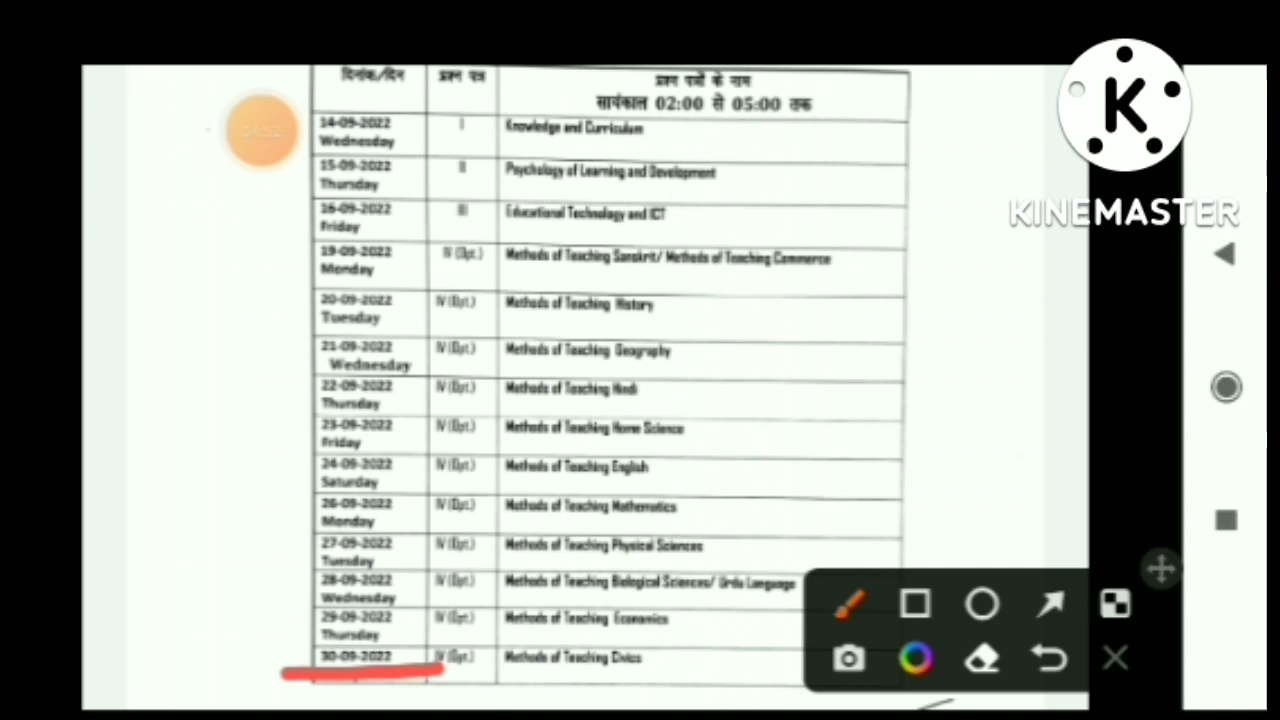 दिनांक/दिन प्रश्न पत्र प्रश्न पत्रों के नाम
सायंकाल 02:00 से 05:00 तक
14-09-2022 I Knowledge and Curriculum
Wednesday
15-09-2022 II Psychology of Learning and Development
Thursday
16-09-2022 III Educational Technology and ICT
Friday
19-09-2022 IV (Opt.) Methods of Teaching Sanskrit/ Methods of Teaching Commerce
Monday
20-09-2022 IV (Opt.) Methods of Teaching History
Tuesday
21-09-2022 IV (Opt.) Methods of Teaching Geography
Wednesday
22-09-2022 IV (Opt.) Methods of Teaching Hindi
Thursday
23-09-2022 IV (Opt.) Methods of Teaching Home Science
Friday
24-09-2022 IV (Opt.) Methods of Teaching English
Saturday
26-09-2022 IV (Opt.) Methods of Teaching Mathematics
Monday
27-09-2022 IV (Opt.) Methods of Teaching Physical Sciences
Tuesday
28-09-2022 IV (Opt.) Methods of Teaching Biological Sciences/ Urdu Language
Wednesday
29-09-2022 IV (Opt.) Methods of Teaching Economics
Thursday
30-09-2022 IV (Opt.) Methods of Teaching Civics
K
KINEMASTER